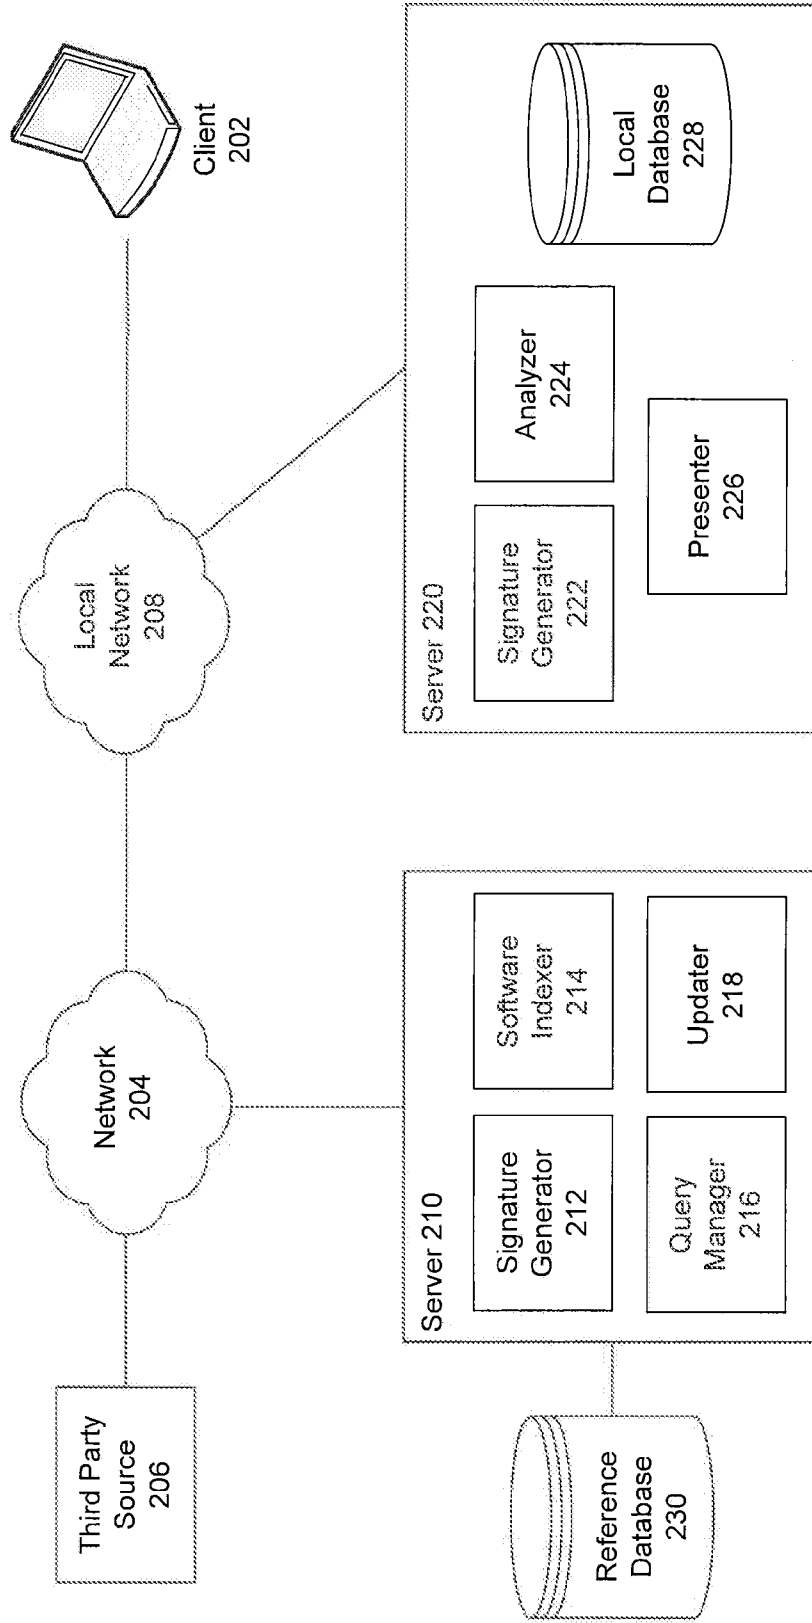 Third Party
Source
206
Network
204
Local
Network
208
Client
202
Reference
Database
230
Server 210
Signature
Generator
212
Software
Indexer
214
Query
Manager
216
Updater
218
Server 220
Signature
Generator
222
Analyzer
224
Presenter
226
Local
Database
228